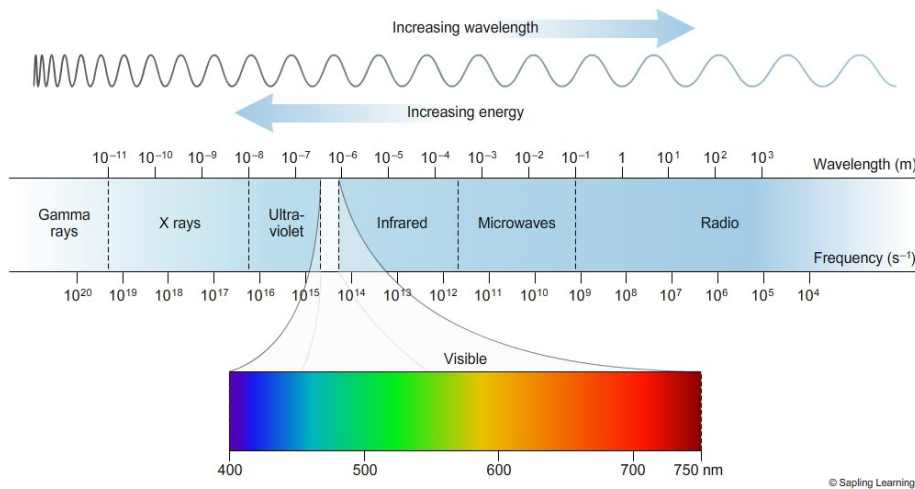 Increasing wavelength
Increasing energy
10⁻¹¹ 10⁻¹⁰ 10⁻⁹ 10⁻⁸ 10⁻⁷ 10⁻⁶ 10⁻⁵ 10⁻⁴ 10⁻³ 10⁻² 10⁻¹ 1 10¹ 10² 10³ Wavelength (m)
Gamma rays X rays Ultra-violet Infrared Microwaves Radio
Frequency (s⁻¹)
10²⁰ 10¹⁹ 10¹⁸ 10¹⁷ 10¹⁶ 10¹⁵ 10¹⁴ 10¹³ 10¹² 10¹¹ 10¹⁰ 10⁹ 10⁸ 10⁷ 10⁶ 10⁵ 10⁴
Visible
400 500 600 700 750 nm
© Sapling Learning